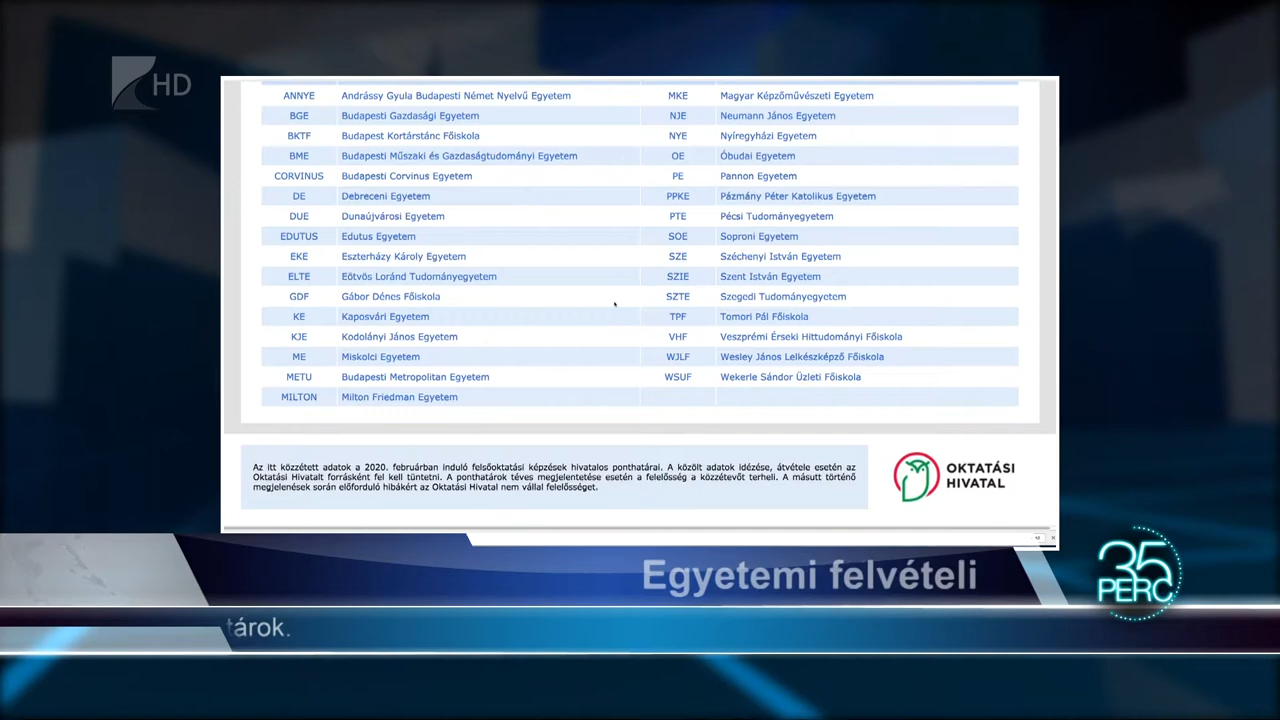 HD
ANNYE Andrássy Gyula Budapesti Német Nyelvű Egyetem MKE Magyar Képzőművészeti Egyetem
BGE Budapesti Gazdasági Egyetem NJE Neumann János Egyetem
BKTF Budapest Kortárstánc Főiskola NYE Nyíregyházi Egyetem
BME Budapesti Műszaki és Gazdaságtudományi Egyetem OE Óbudai Egyetem
CORVINUS Budapesti Corvinus Egyetem PE Pannon Egyetem
DE Debreceni Egyetem PPKE Pázmány Péter Katolikus Egyetem
DUE Dunaújvárosi Egyetem PTE Pécsi Tudományegyetem
EDUTUS Edutus Egyetem SOE Soproni Egyetem
EKE Eszterházy Károly Egyetem SZE Széchenyi István Egyetem
ELTE Eötvös Loránd Tudományegyetem SZIE Szent István Egyetem
GDF Gábor Dénes Főiskola SZTE Szegedi Tudományegyetem
KE Kaposvári Egyetem TPF Tomori Pál Főiskola
KJE Kodolányi János Egyetem VHF Veszprémi Érseki Hittudományi Főiskola
ME Miskolci Egyetem WJLF Wesley János Lelkészképző Főiskola
METU Budapesti Metropolitan Egyetem WSUF Wekerle Sándor Üzleti Főiskola
MILTON Milton Friedman Egyetem
Az itt közzétett adatok a 2020. februárban induló felsőoktatási képzések hivatalos ponthatárai. A közölt adatok idézése, átvétele esetén az
Oktatási Hivatalt forrásként fel kell tüntetni. A ponthatárok téves megjelentetése esetén a felelősség a közzétevőt terheli. A másutt történő
megjelenések során előforduló hibákért az Oktatási Hivatal nem vállal felelősséget.
OKTATÁSI
HIVATAL
Egyetemi felvételi
35
PERC
tárok.